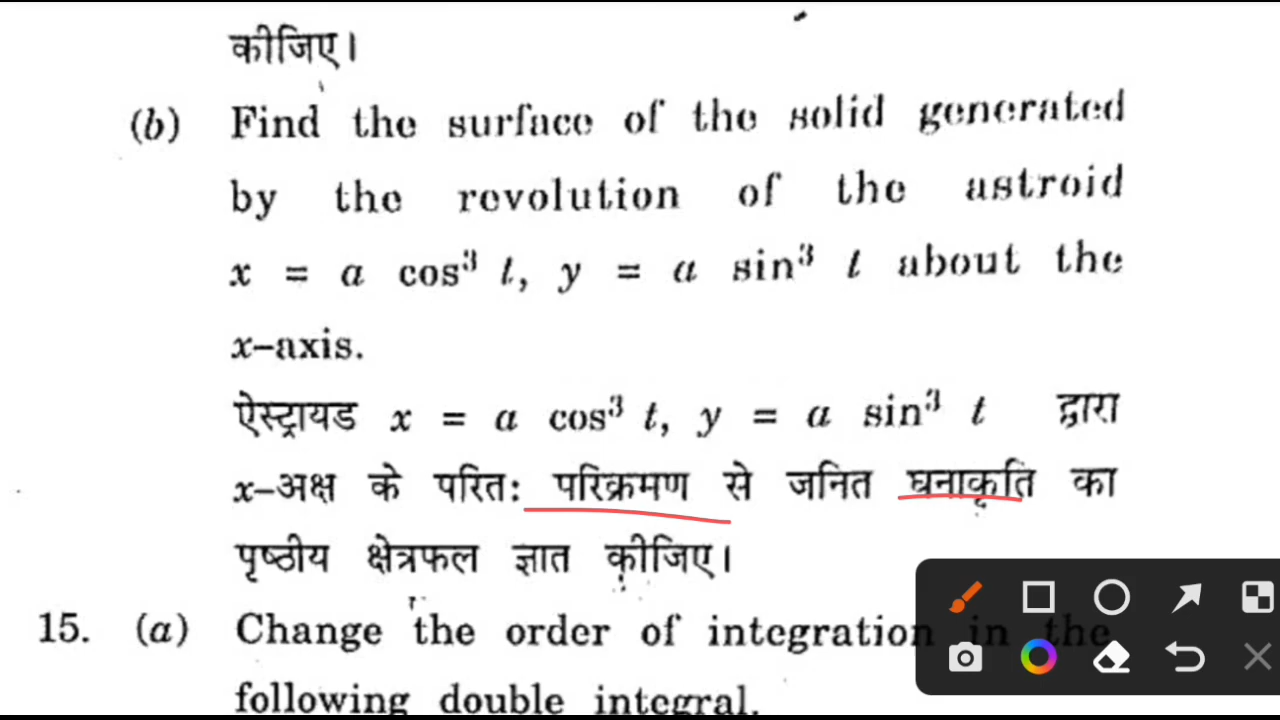 कीजिए।
(b) Find the surface of the solid generated
by the revolution of the astroid
x = a cos³ t, y = a sin³ t about the
x–axis.
ऐस्ट्रायड x = a cos³ t, y = a sin³ t द्वारा
x–अक्ष के परितः परिक्रमण से जनित घनाकृति का
पृष्ठीय क्षेत्रफल ज्ञात कीजिए।
15. (a) Change the order of integration in the
following double integral.